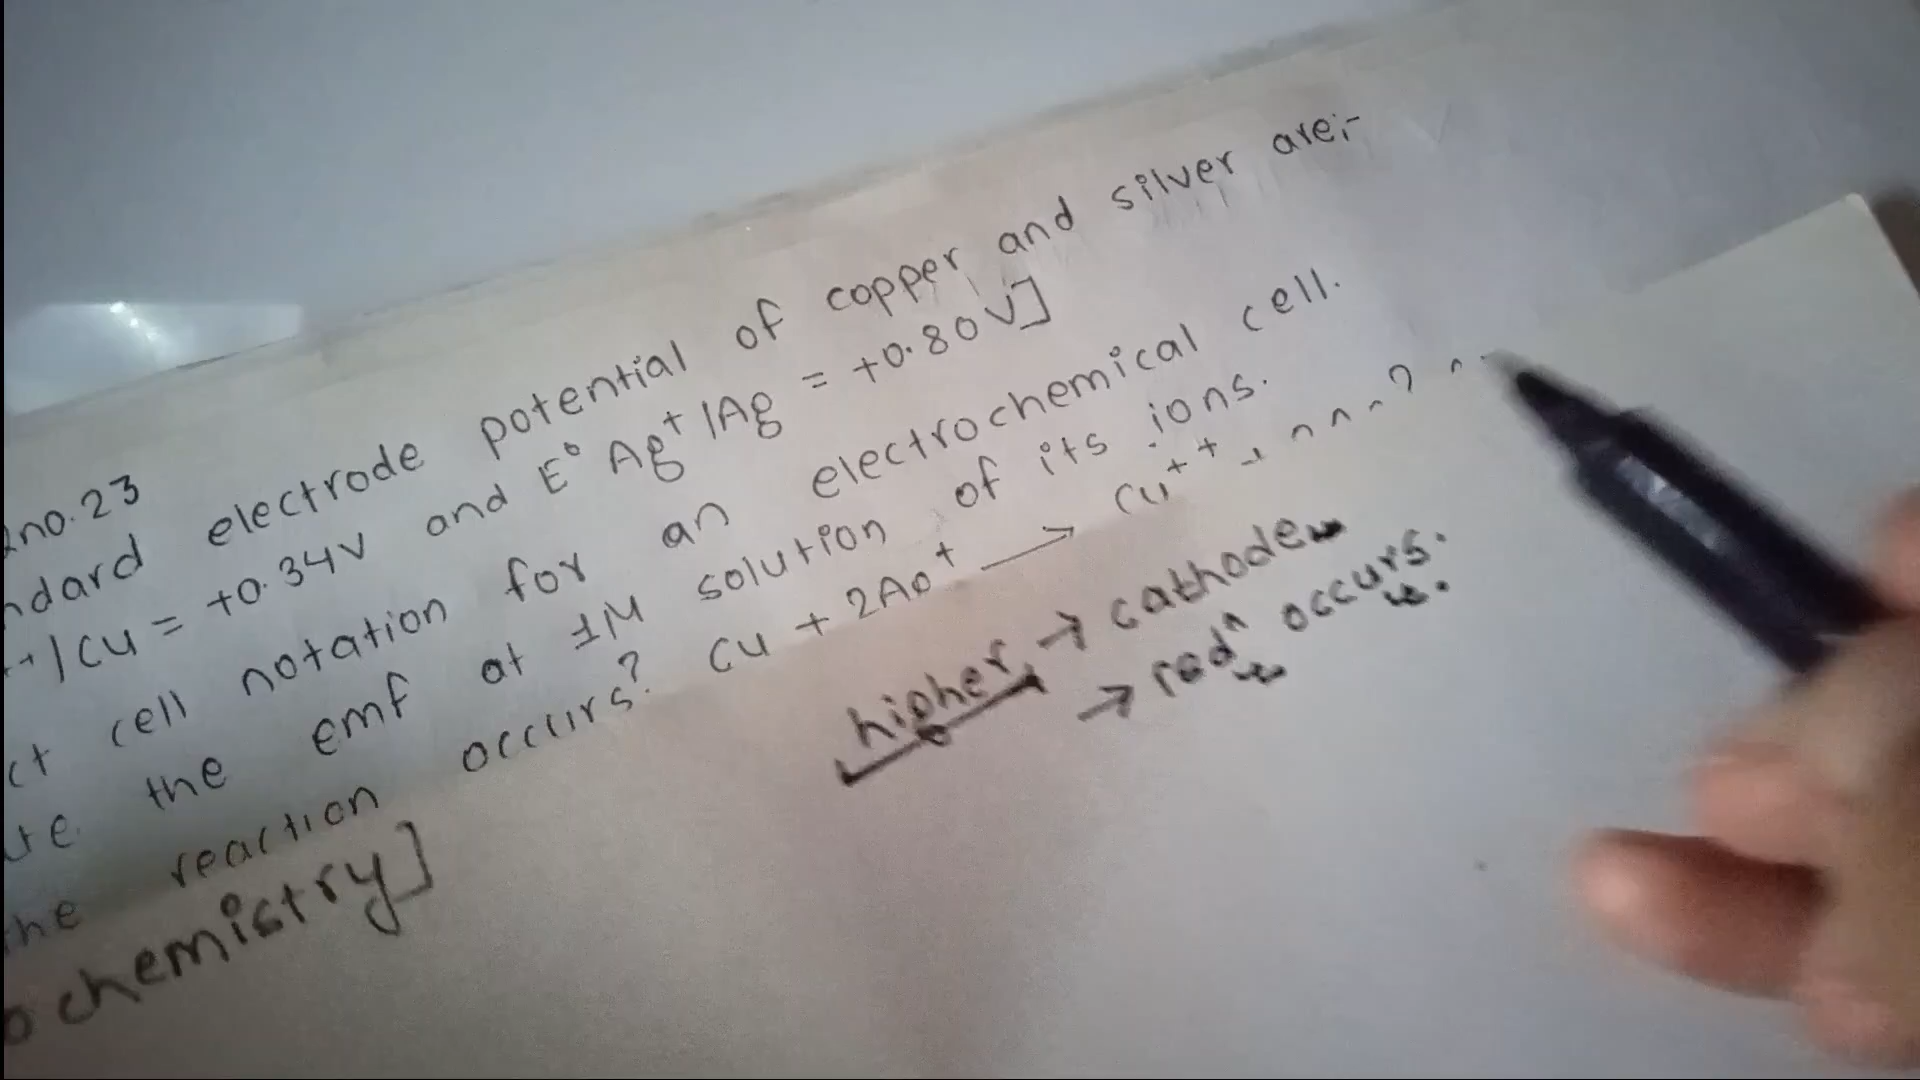 no.23
ndard electrode potential of copper and silver are;-
++|Cu = +0.34V and E° Ag⁺ |Ag = +0.80V]
ct cell notation for an electrochemical cell.
te the emf at 1M solution of its ions.
the reaction occurs? Cu + 2Ag⁺ → Cu⁺⁺ +
chemistry]
higher → cathode
→ redⁿ occurs.